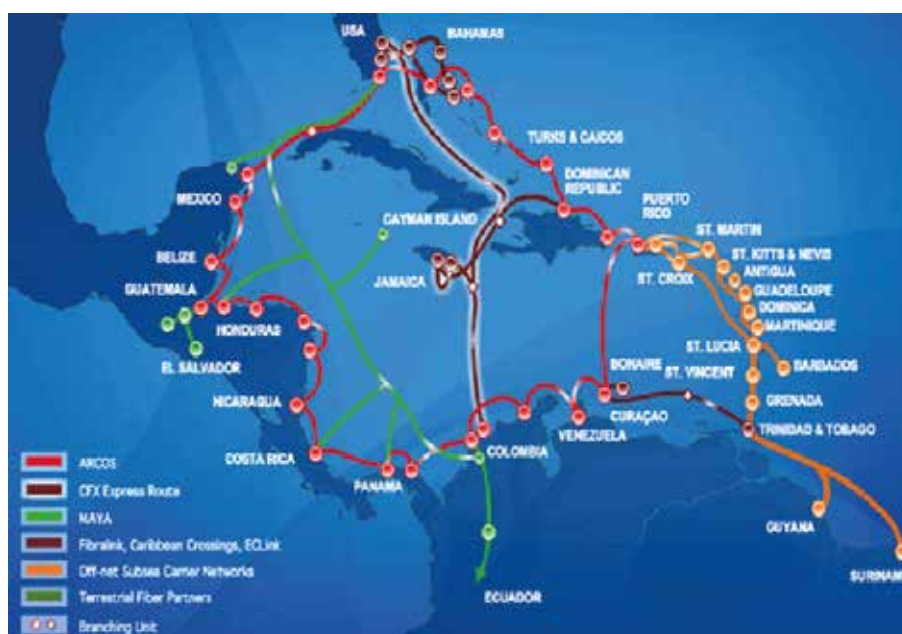 USA
BAHAMAS
TURKS & CAICOS
DOMINICAN
REPUBLIC
PUERTO
RICO
ST. MARTIN
ST. KITTS & NEVIS
ANTIGUA
GUADELOUPE
DOMINICA
MARTINIQUE
ST. CROIX
MEXICO
CAYMAN ISLAND
BELIZE
JAMAICA
GUATEMALA
HONDURAS
EL SALVADOR
ST. LUCIA
BARBADOS
BONAIRE
ST. VINCENT
NICARAGUA
CURAÇAO
GRENADA
VENEZUELA
TRINIDAD & TOBAGO
COSTA RICA
COLOMBIA
PANAMA
GUYANA
SURINAM
ECUADOR
ARCOS
CFX Express Route
MAYA
Fibralink, Caribbean Crossings, ECLink
Off-net Subsea Carrier Networks
Terrestrial Fiber Partners
Branching Unit